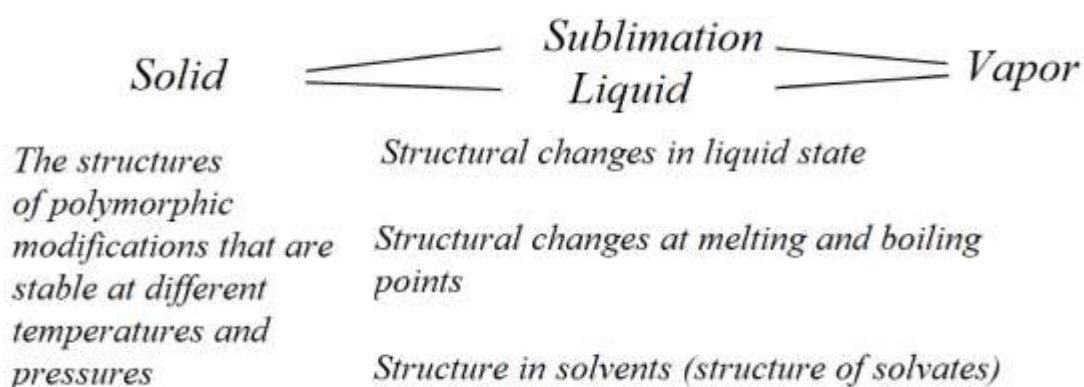 Solid
Sublimation
Liquid
Vapor
The structures
of polymorphic
modifications that are
stable at different
temperatures and
pressures
Structural changes in liquid state
Structural changes at melting and boiling
points
Structure in solvents (structure of solvates)